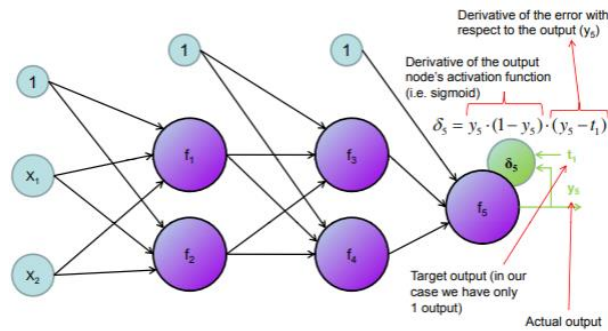 Derivative of the error with
respect to the output (y₅)
Derivative of the output
node's activation function
(i.e. sigmoid)
δ₅ = y₅ · (1 − y₅) · (y₅ − t₁)
1
1
1
x₁
x₂
f₁
f₂
f₃
f₄
f₅
δ₅
t₁
y₅
Target output (in our
case we have only
1 output)
Actual output